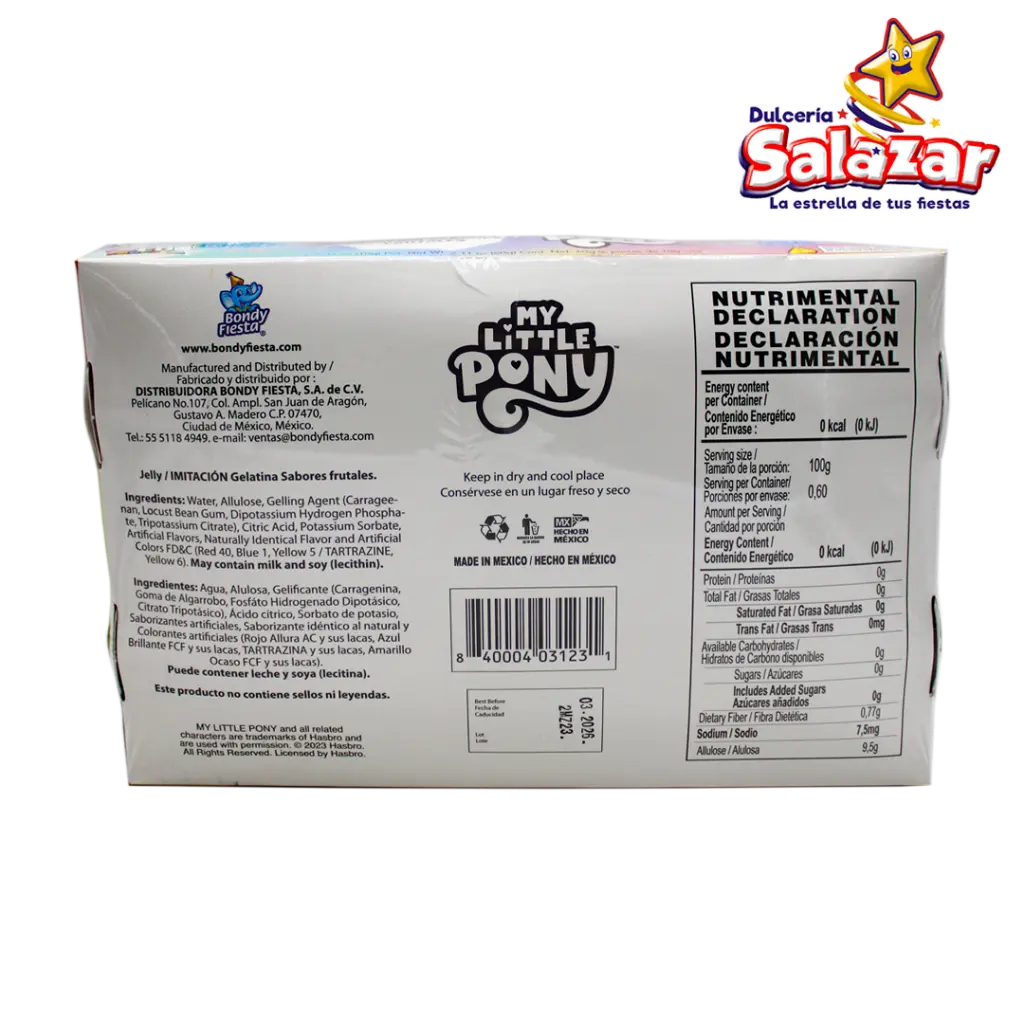 Dulcería
Salazar
La estrella de tus fiestas
Bondy
Fiesta
www.bondyfiesta.com
Manufactured and Distributed by /
Fabricado y distribuido por :
DISTRIBUIDORA BONDY FIESTA, S.A. de C.V.
Pelícano No.107, Col. Ampl. San Juan de Aragón,
Gustavo A. Madero C.P. 07470,
Ciudad de México, México.
Tel.: 55 5118 4949. e-mail: ventas@bondyfiesta.com
Jelly / IMITACIÓN Gelatina Sabores frutales.
Ingredients: Water, Allulose, Gelling Agent (Carragee-
nan, Locust Bean Gum, Dipotassium Hydrogen Phospha-
te, Tripotassium Citrate), Citric Acid, Potassium Sorbate,
Artificial Flavors, Naturally Identical Flavor and Artificial
Colors FD&C (Red 40, Blue 1, Yellow 5 / TARTRAZINE,
Yellow 6). May contain milk and soy (lecithin).
Ingredientes: Agua, Alulosa, Gelificante (Carragenina,
Goma de Algarrobo, Fosfáto Hidrogenado Dipotásico,
Citrato Tripotásico), Ácido cítrico, Sorbato de potasio,
Saborizantes artificiales, Saborizante idéntico al natural y
Colorantes artificiales (Rojo Allura AC y sus lacas, Azul
Brillante FCF y sus lacas, TARTRAZINA y sus lacas, Amarillo
Ocaso FCF y sus lacas).
Puede contener leche y soya (lecitina).
Este producto no contiene sellos ni leyendas.
MY LITTLE PONY and all related
characters are trademarks of Hasbro and
are used with permission. © 2023 Hasbro.
All Rights Reserved. Licensed by Hasbro.
MY
LITTLE
PONY™
Keep in dry and cool place
Consérvese en un lugar freso y seco
MX
HECHO EN
MÉXICO
MADE IN MEXICO / HECHO EN MÉXICO
8 40004 03123 1
Best Before
Fecha de
Caducidad
Lot
Lote
03.2026.
2MZ23.
NUTRIMENTAL
DECLARATION
DECLARACIÓN
NUTRIMENTAL
Energy content
per Container /
Contenido Energético
por Envase : 0 kcal (0 kJ)
Serving size /
Tamaño de la porción: 100g
Serving per Container/
Porciones por envase: 0,60
Amount per Serving /
Cantidad por porción
Energy Content /
Contenido Energético 0 kcal (0 kJ)
Protein / Proteínas 0g
Total Fat / Grasas Totales 0g
Saturated Fat / Grasa Saturadas 0g
Trans Fat / Grasas Trans 0mg
Available Carbohydrates /
Hidratos de Carbono disponibles 0g
Sugars / Azúcares 0g
Includes Added Sugars
Azúcares añadidos 0g
Dietary Fiber / Fibra Dietética 0,77g
Sodium / Sodio 7,5mg
Allulose / Alulosa 9,5g